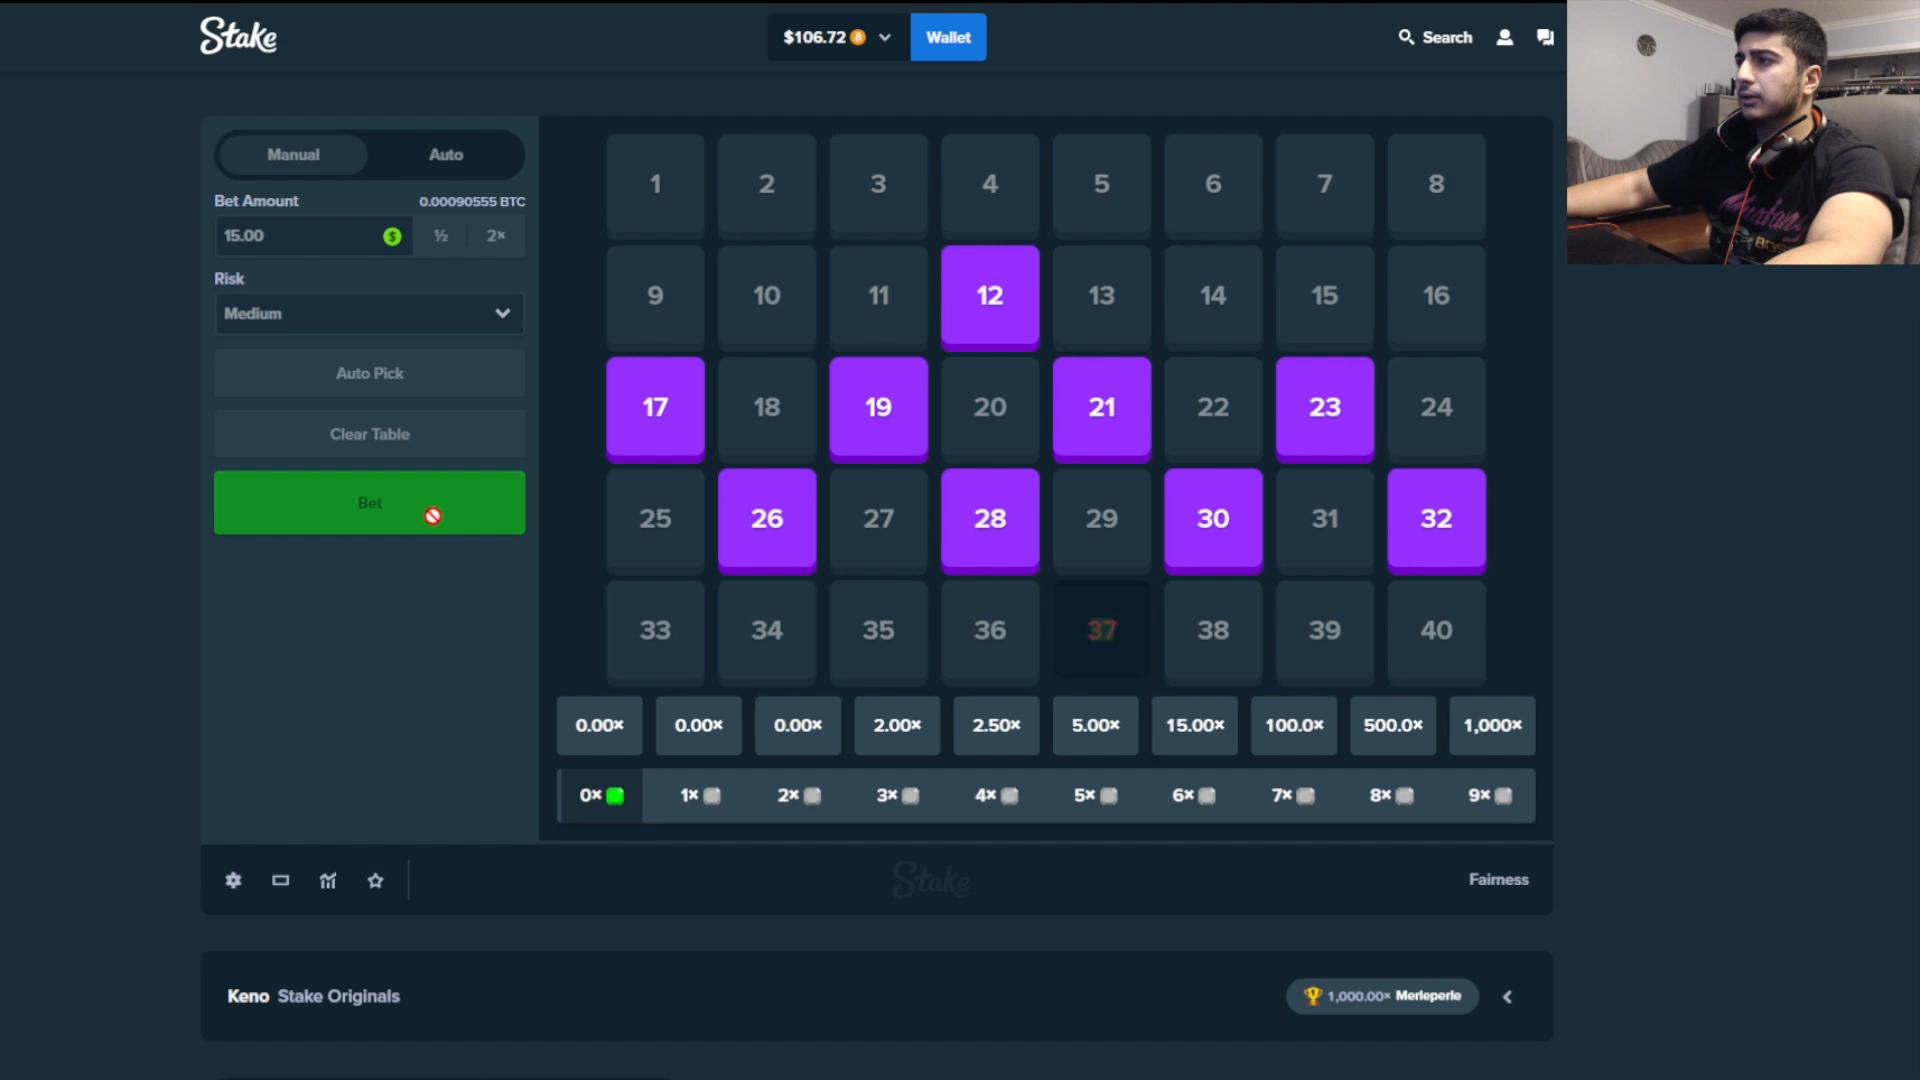 Stake
$106.72
Wallet
Search
Manual
Auto
Bet Amount
0.00090555 BTC
15.00
$
½
2×
Risk
Medium
Auto Pick
Clear Table
Bet
1 2 3 4 5 6 7 8
9 10 11 12 13 14 15 16
17 18 19 20 21 22 23 24
25 26 27 28 29 30 31 32
33 34 35 36 37 38 39 40
0.00× 0.00× 0.00× 2.00× 2.50× 5.00× 15.00× 100.0× 500.0× 1,000×
0× 1× 2× 3× 4× 5× 6× 7× 8× 9×
Stake
Fairness
Keno Stake Originals
1,000.00× Merleperle